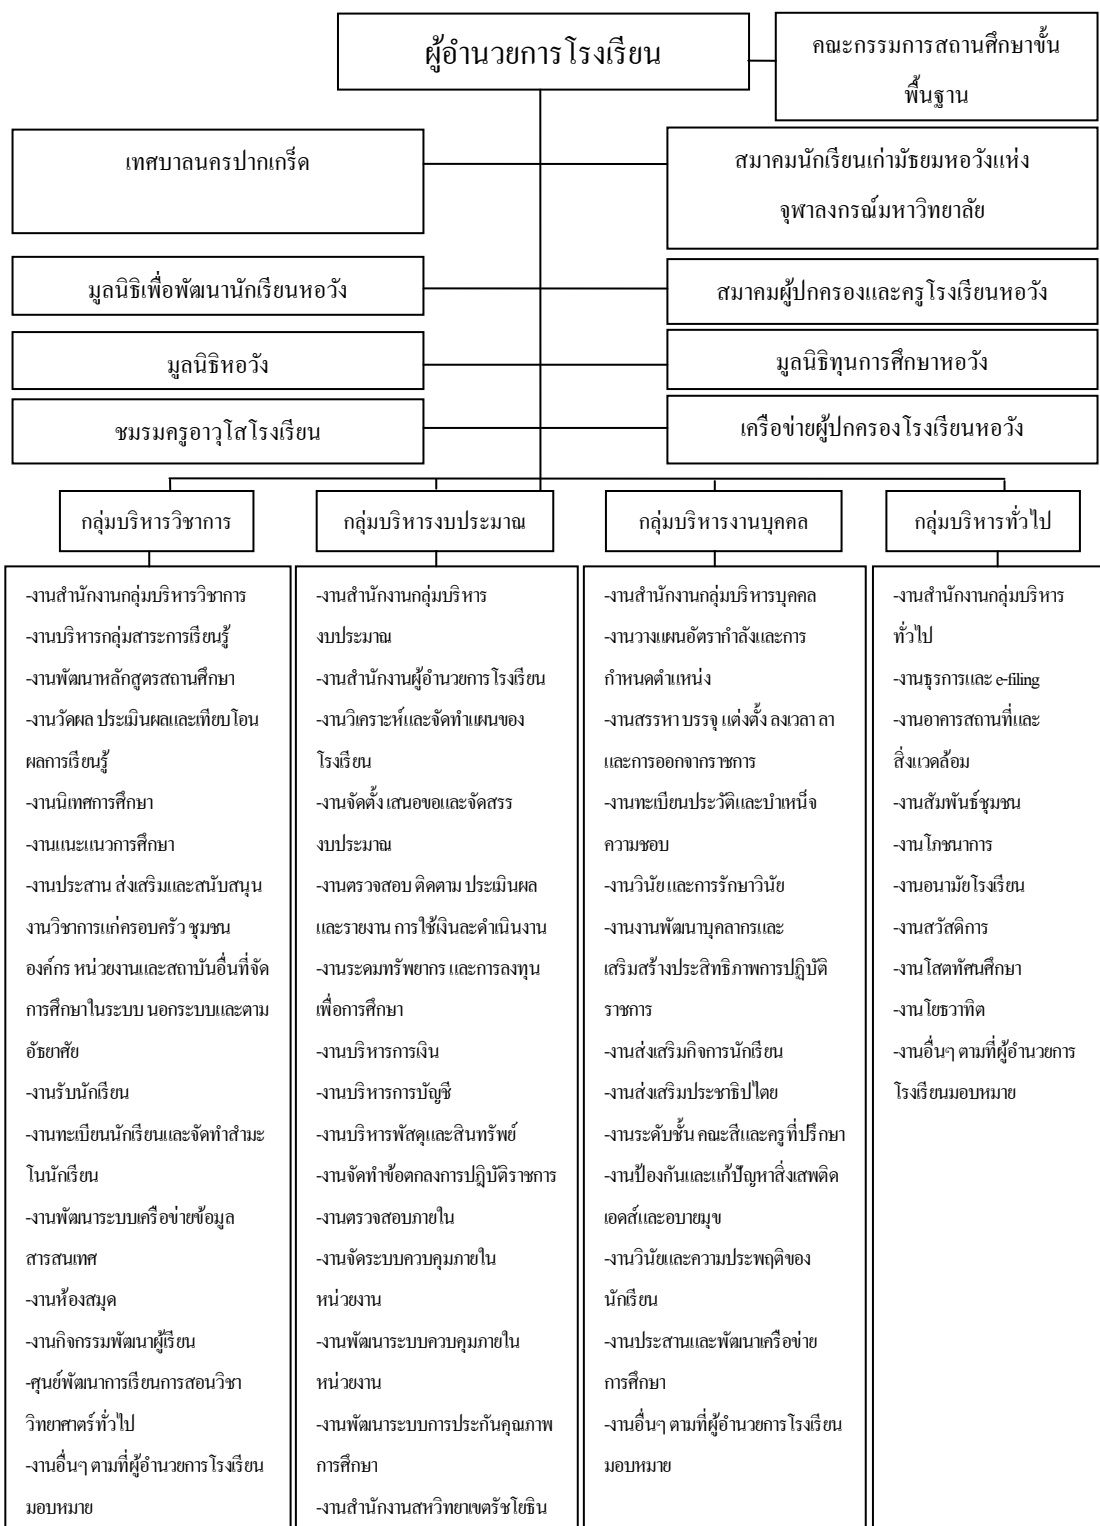 ผู้อำนวยการโรงเรียน
คณะกรรมการสถานศึกษาขั้น
พื้นฐาน
เทศบาลนครปากเกร็ด
สมาคมนักเรียนเก่ามัธยมหอวังแห่ง
จุฬาลงกรณ์มหาวิทยาลัย
มูลนิธิเพื่อพัฒนานักเรียนหอวัง
สมาคมผู้ปกครองและครูโรงเรียนหอวัง
มูลนิธิหอวัง
มูลนิธิทุนการศึกษาหอวัง
ชมรมครูอาวุโสโรงเรียน
เครือข่ายผู้ปกครองโรงเรียนหอวัง
กลุ่มบริหารวิชาการ
กลุ่มบริหารงบประมาณ
กลุ่มบริหารงานบุคคล
กลุ่มบริหารทั่วไป
-งานสำนักงานกลุ่มบริหารวิชาการ
-งานบริหารกลุ่มสาระการเรียนรู้
-งานพัฒนาหลักสูตรสถานศึกษา
-งานวัดผล ประเมินผลและเทียบโอน
ผลการเรียนรู้
-งานนิเทศการศึกษา
-งานแนะแนวการศึกษา
-งานประสาน ส่งเสริมและสนับสนุน
งานวิชาการแก่ครอบครัว ชุมชน
องค์กร หน่วยงานและสถาบันอื่นที่จัด
การศึกษาในระบบ นอกระบบและตาม
อัธยาศัย
-งานรับนักเรียน
-งานทะเบียนนักเรียนและจัดทำสำมะ
โนนักเรียน
-งานพัฒนาระบบเครือข่ายข้อมูล
สารสนเทศ
-งานห้องสมุด
-งานกิจกรรมพัฒนาผู้เรียน
-ศูนย์พัฒนาการเรียนการสอนวิชา
วิทยาศาตร์ทั่วไป
-งานอื่นๆ ตามที่ผู้อำนวยการโรงเรียน
มอบหมาย
-งานสำนักงานกลุ่มบริหาร
งบประมาณ
-งานสำนักงานผู้อำนวยการโรงเรียน
-งานวิเคราะห์และจัดทำแผนของ
โรงเรียน
-งานจัดตั้ง เสนอขอและจัดสรร
งบประมาณ
-งานตรวจสอบ ติดตาม ประเมินผล
และรายงาน การใช้เงินละดำเนินงาน
-งานระดมทรัพยากร และการลงทุน
เพื่อการศึกษา
-งานบริหารการเงิน
-งานบริหารการบัญชี
-งานบริหารพัสดุและสินทรัพย์
-งานจัดทำข้อตกลงการปฎิบัติราชการ
-งานตรวจสอบภายใน
-งานจัดระบบควบคุมภายใน
หน่วยงาน
-งานพัฒนาระบบควบคุมภายใน
หน่วยงาน
-งานพัฒนาระบบการประกันคุณภาพ
การศึกษา
-งานสำนักงานสหวิทยาเขตรัชโยธิน
-งานสำนักงานกลุ่มบริหารบุคคล
-งานวางแผนอัตรากำลังและการ
กำหนดตำแหน่ง
-งานสรรหา บรรจุ แต่งตั้ง ลงเวลา ลา
และการออกจากราชการ
-งานทะเบียนประวัติและบำเหน็จ
ความชอบ
-งานวินัย และการรักษาวินัย
-งานงานพัฒนาบุคลากรและ
เสริมสร้างประสิทธิภาพการปฏิบัติ
ราชการ
-งานส่งเสริมกิจการนักเรียน
-งานส่งเสริมประชาธิปไตย
-งานระดับชั้น คณะสีและครูที่ปรึกษา
-งานป้องกันและแก้ปัญหาสิ่งเสพติด
เอดส์และอบายมุข
-งานวินัยและความประพฤติของ
นักเรียน
-งานประสานและพัฒนาเครือข่าย
การศึกษา
-งานอื่นๆ ตามที่ผู้อำนวยการโรงเรียน
มอบหมาย
-งานสำนักงานกลุ่มบริหาร
ทั่วไป
-งานธุรการและ e-filing
-งานอาคารสถานที่และ
สิ่งแวดล้อม
-งานสัมพันธ์ชุมชน
-งานโภชนาการ
-งานอนามัยโรงเรียน
-งานสวัสดิการ
-งานโสตทัศนศึกษา
-งานโยธวาทิต
-งานอื่นๆ ตามที่ผู้อำนวยการ
โรงเรียนมอบหมาย